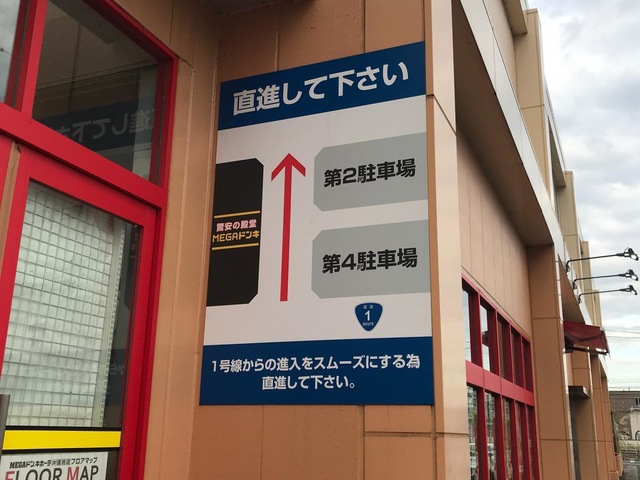 直進して下さい
第2駐車場
驚安の殿堂
MEGAドンキ
第4駐車場
国道
1
ROUTE
1号線からの進入をスムーズにする為
直進して下さい。
FLOOR MAP